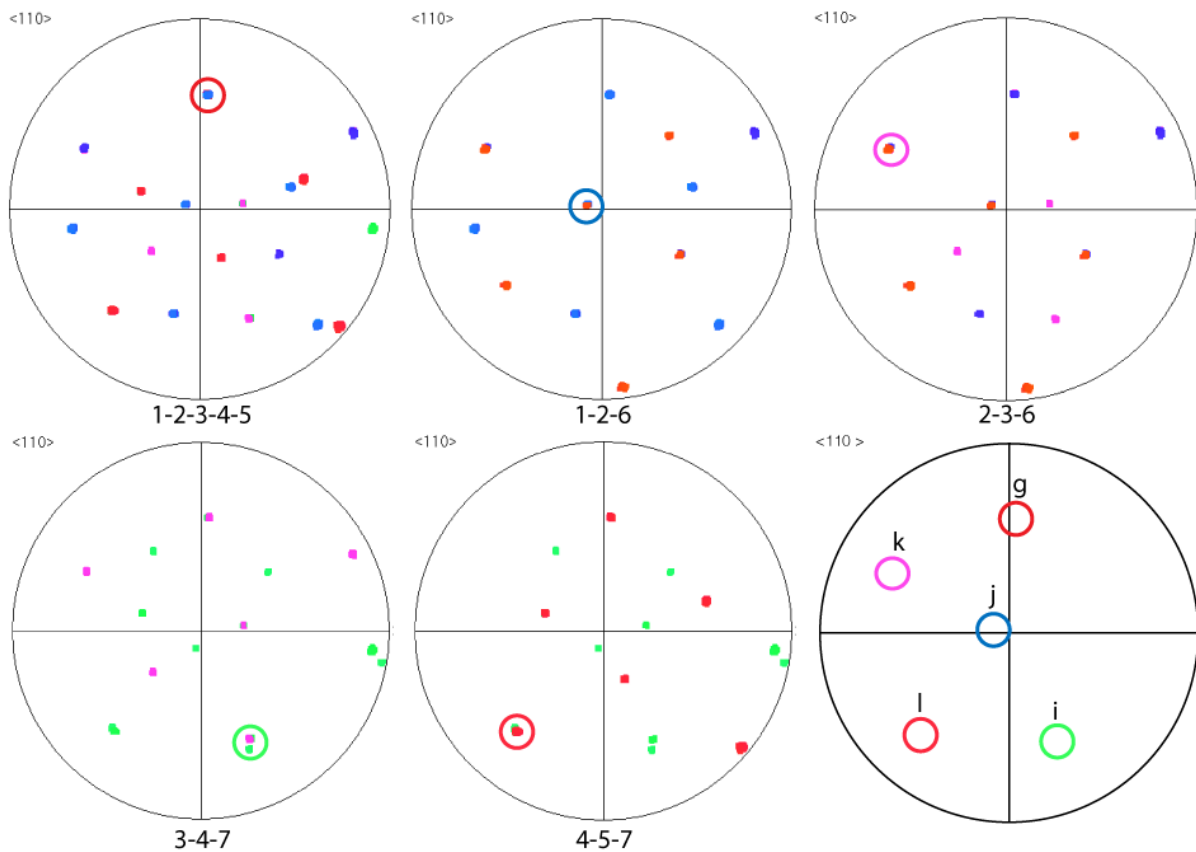 <110>
<110>
<110>
1-2-3-4-5
1-2-6
2-3-6
<110>
<110>
<110 >
g
k
j
l
i
3-4-7
4-5-7